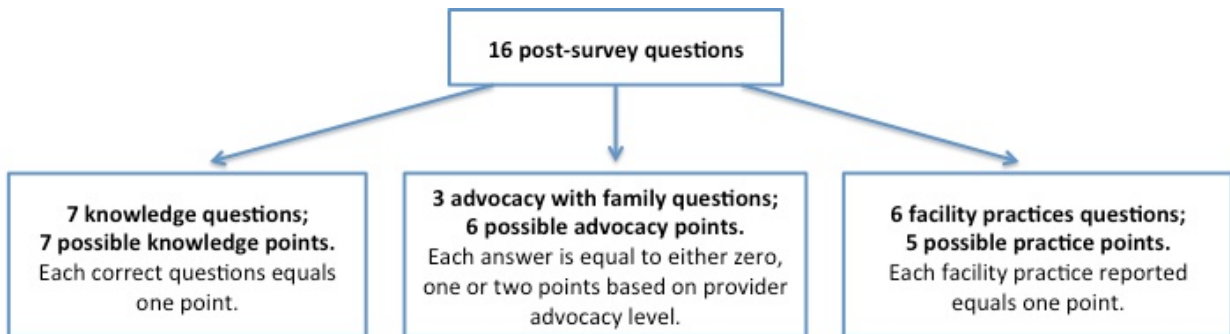 16 post-survey questions
7 knowledge questions;
7 possible knowledge points.
Each correct questions equals
one point.
3 advocacy with family questions;
6 possible advocacy points.
Each answer is equal to either zero,
one or two points based on provider
advocacy level.
6 facility practices questions;
5 possible practice points.
Each facility practice reported
equals one point.